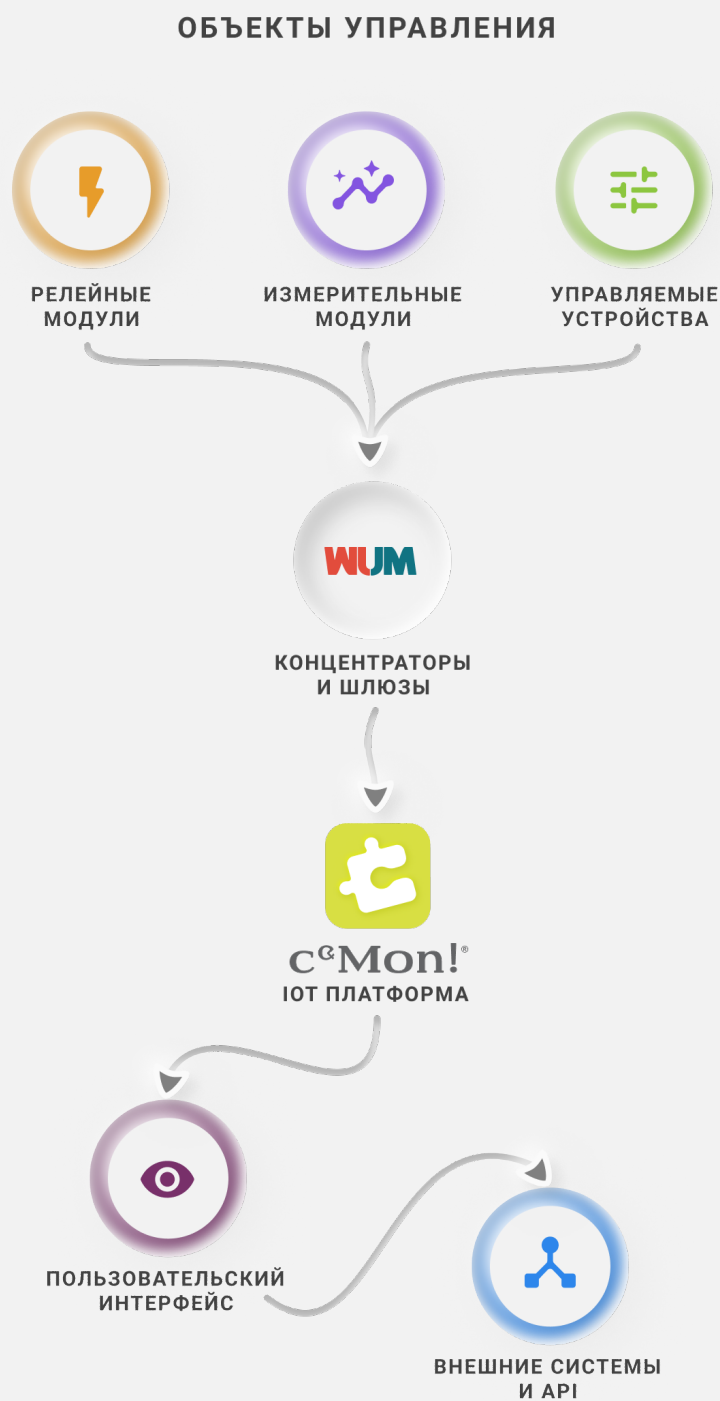 ОБЪЕКТЫ УПРАВЛЕНИЯ
РЕЛЕЙНЫЕ
МОДУЛИ
ИЗМЕРИТЕЛЬНЫЕ
МОДУЛИ
УПРАВЛЯЕМЫЕ
УСТРОЙСТВА
WUM
КОНЦЕНТРАТОРЫ
И ШЛЮЗЫ
c&Mon!®
IOT ПЛАТФОРМА
ПОЛЬЗОВАТЕЛЬСКИЙ
ИНТЕРФЕЙС
ВНЕШНИЕ СИСТЕМЫ
И API